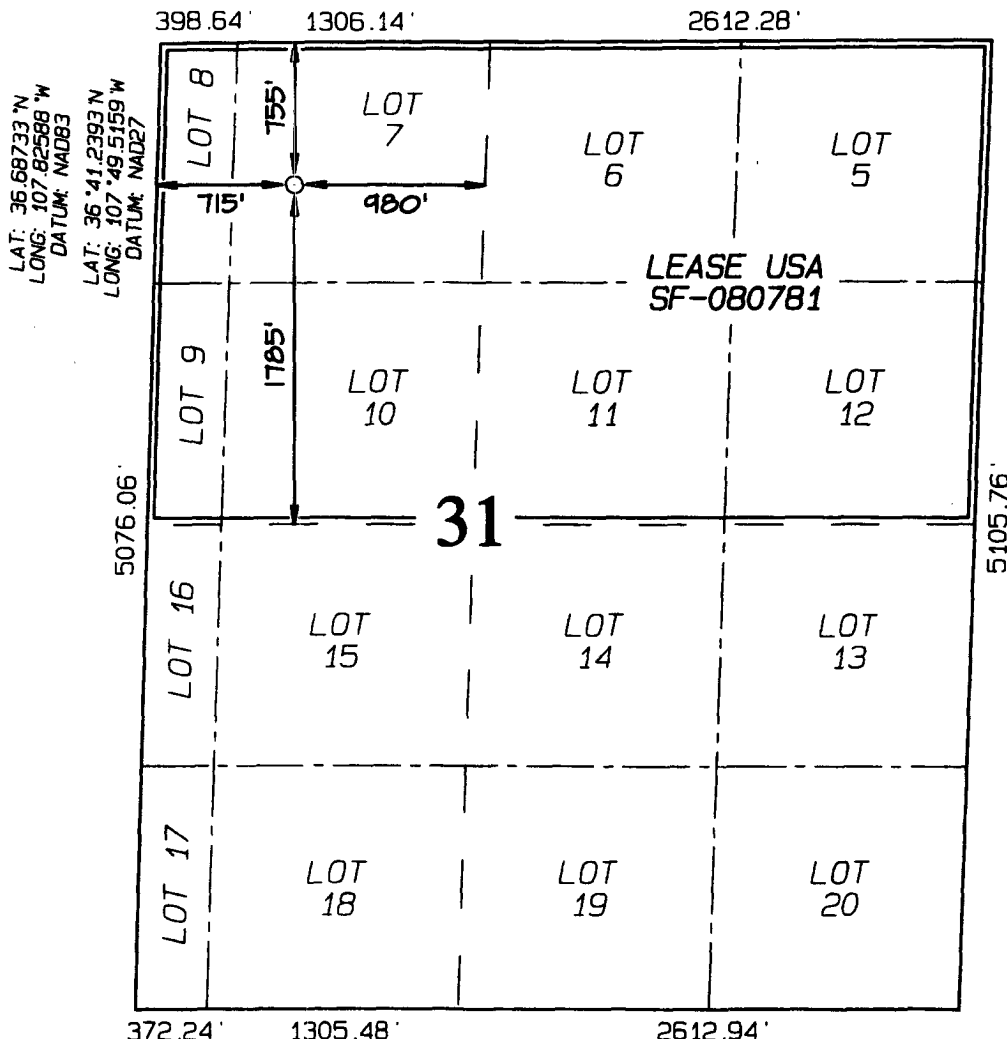 398.64' 1306.14' 2612.28'
LAT: 36.68733 °N
LONG: 107.82588 °W
DATUM: NAD83
LAT: 36 °41.2393 N
LONG: 107 °49.5159 W
DATUM: NAD27
LOT 8
755'
LOT
7
LOT
6
LOT
5
715' 980'
LEASE USA
SF-080781
1785'
LOT 9
LOT
10
LOT
11
LOT
12
5076.06'
31
5105.76'
LOT 16
LOT
15
LOT
14
LOT
13
LOT 17
LOT
18
LOT
19
LOT
20
372.24' 1305.48' 2612.94'